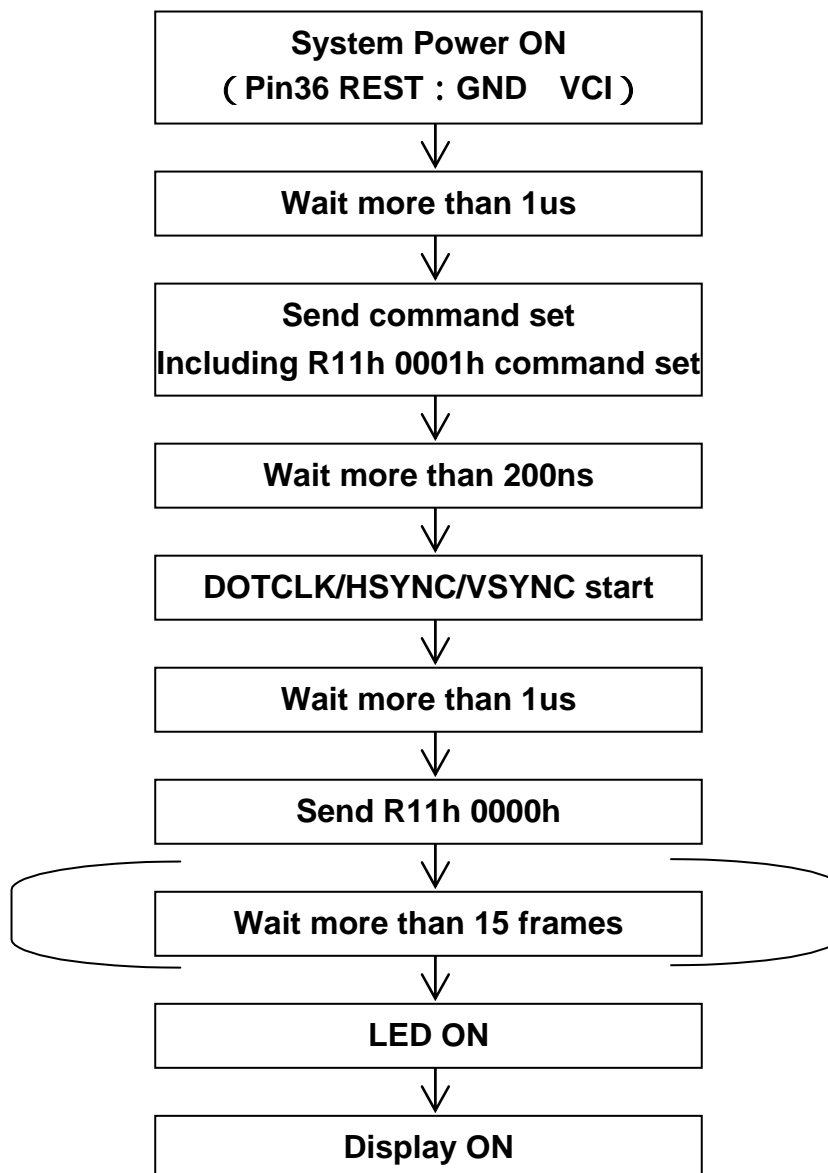 System Power ON
（Pin36 REST：GND　VCI）
Wait more than 1us
Send command set
Including R11h 0001h command set
Wait more than 200ns
DOTCLK/HSYNC/VSYNC start
Wait more than 1us
Send R11h 0000h
Wait more than 15 frames
LED ON
Display ON